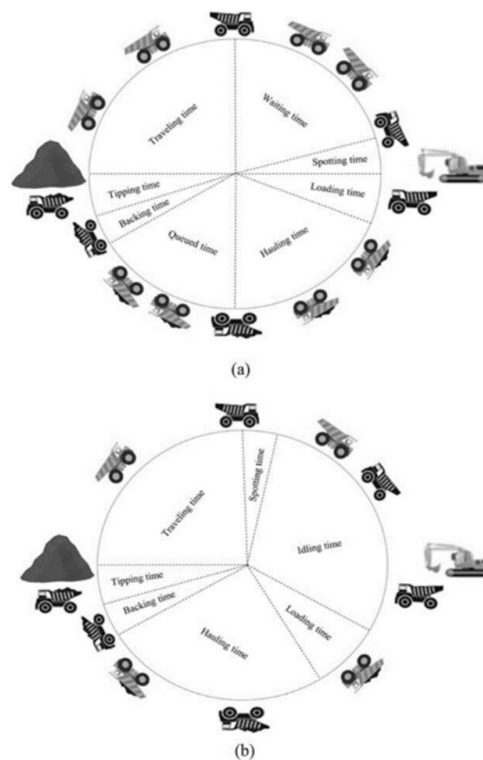 Traveling time
Waiting time
Spotting time
Loading time
Tipping time
Backing time
Queued time
Hauling time
(a)
Spotting time
Traveling time
Idling time
Tipping time
Backing time
Loading time
Hauling time
(b)